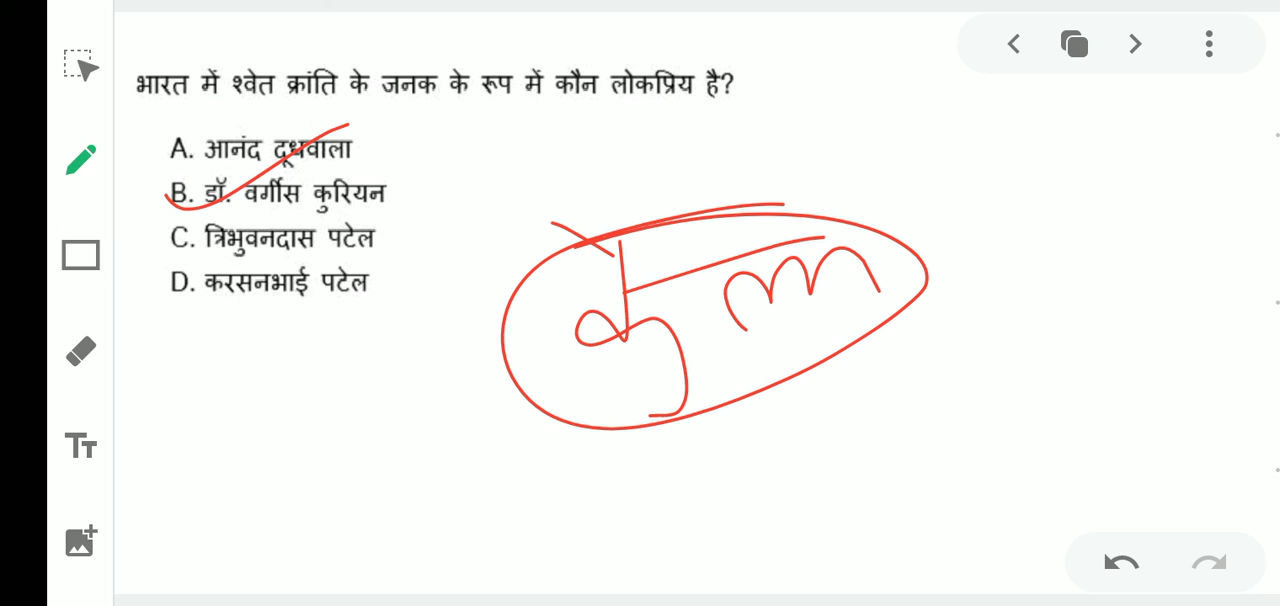 भारत में श्वेत क्रांति के जनक के रूप में कौन लोकप्रिय है?
A. आनंद दूधवाला
B. डॉ. वर्गीस कुरियन
C. त्रिभुवनदास पटेल
D. करसनभाई पटेल